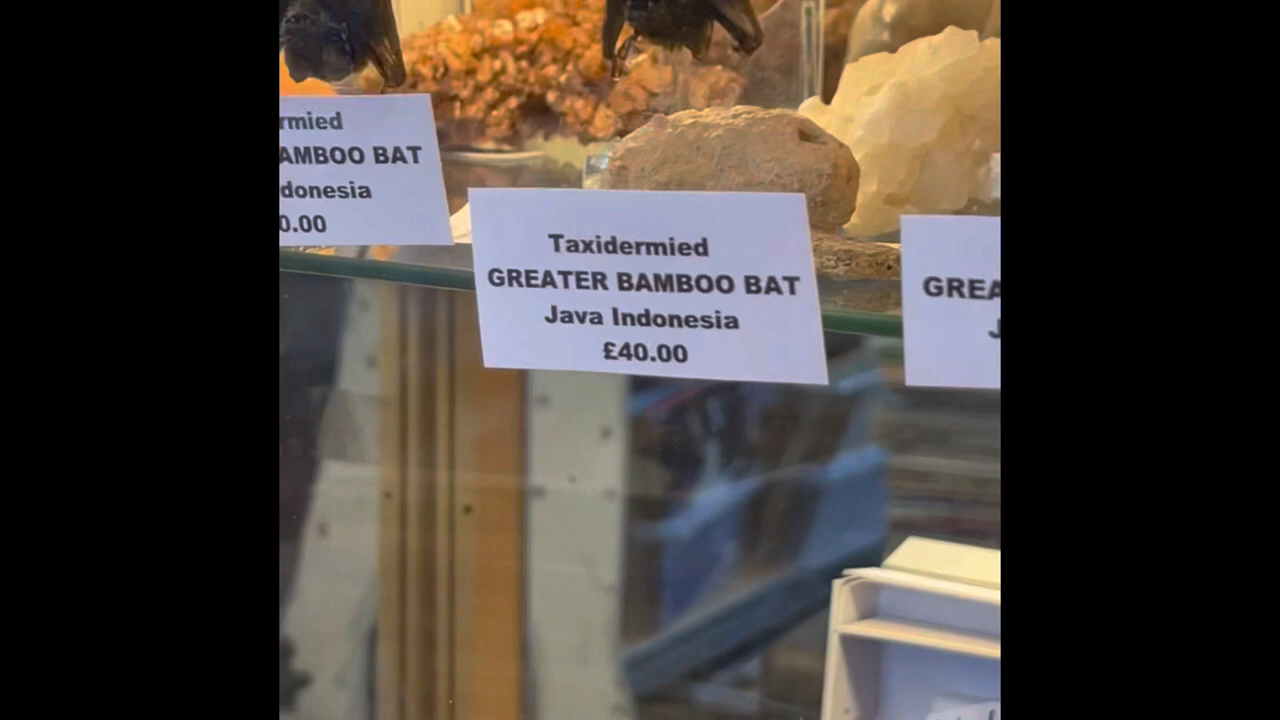 rmied
AMBOO BAT
donesia
0.00
Taxidermied
GREATER BAMBOO BAT
Java Indonesia
£40.00
GREA
J